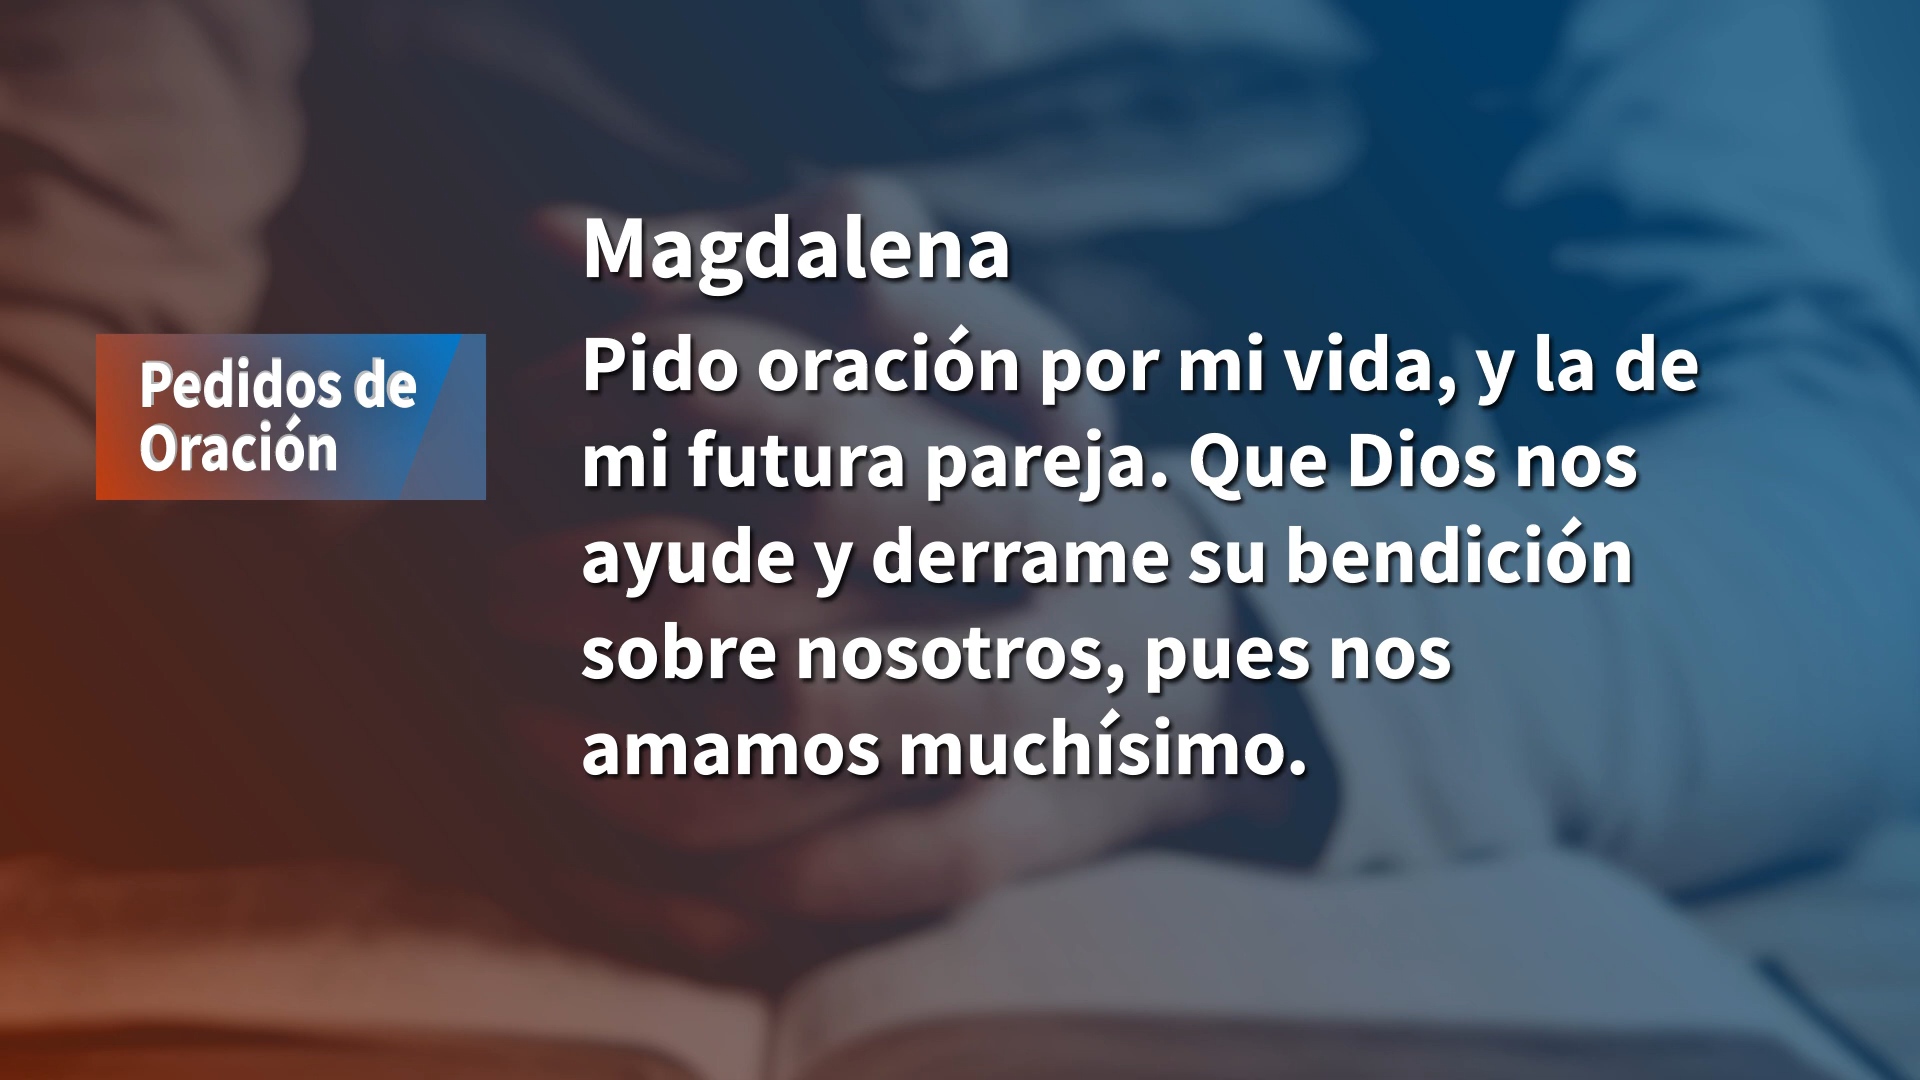 Magdalena
Pedidos de
Oración
Pido oración por mi vida, y la de
mi futura pareja. Que Dios nos
ayude y derrame su bendición
sobre nosotros, pues nos
amamos muchísimo.